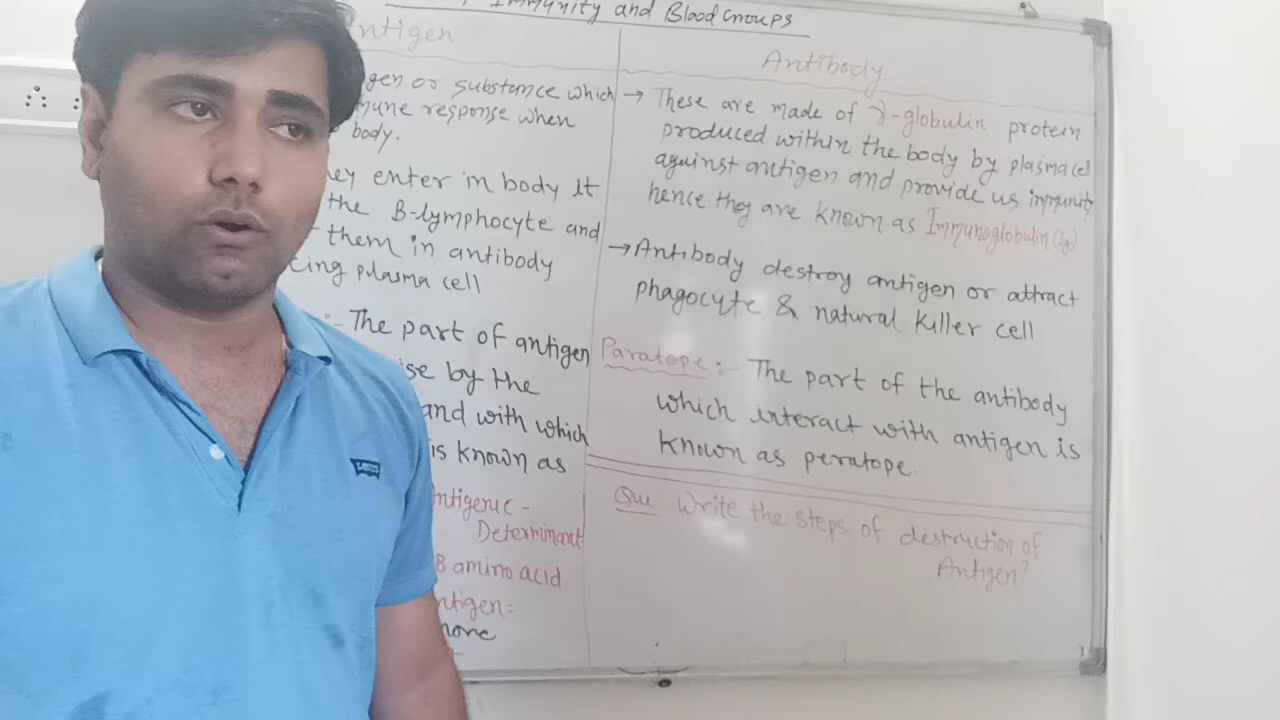 Immunity and Blood Groups
ntigen
gen or substance which
mune response when
body.
ey enter in body it
the B-lymphocyte and
them in antibody
cing plasma cell
:- The part of antigen
ise by the
and with which
is known as
ntigenic -
Determinant
8 amino acid
ntigen =
more
Antibody
→ These are made of γ-globulin protein
produced within the body by plasma cell
against antigen and provide us immunity
hence they are known as Immunoglobulin (Ig).
→ Antibody destroy antigen or attract
phagocyte & natural killer cell
Paratope :- The part of the antibody
which interact with antigen is
known as peratope.
Que Write the steps of destruction of
Antigen?
LEVI'S